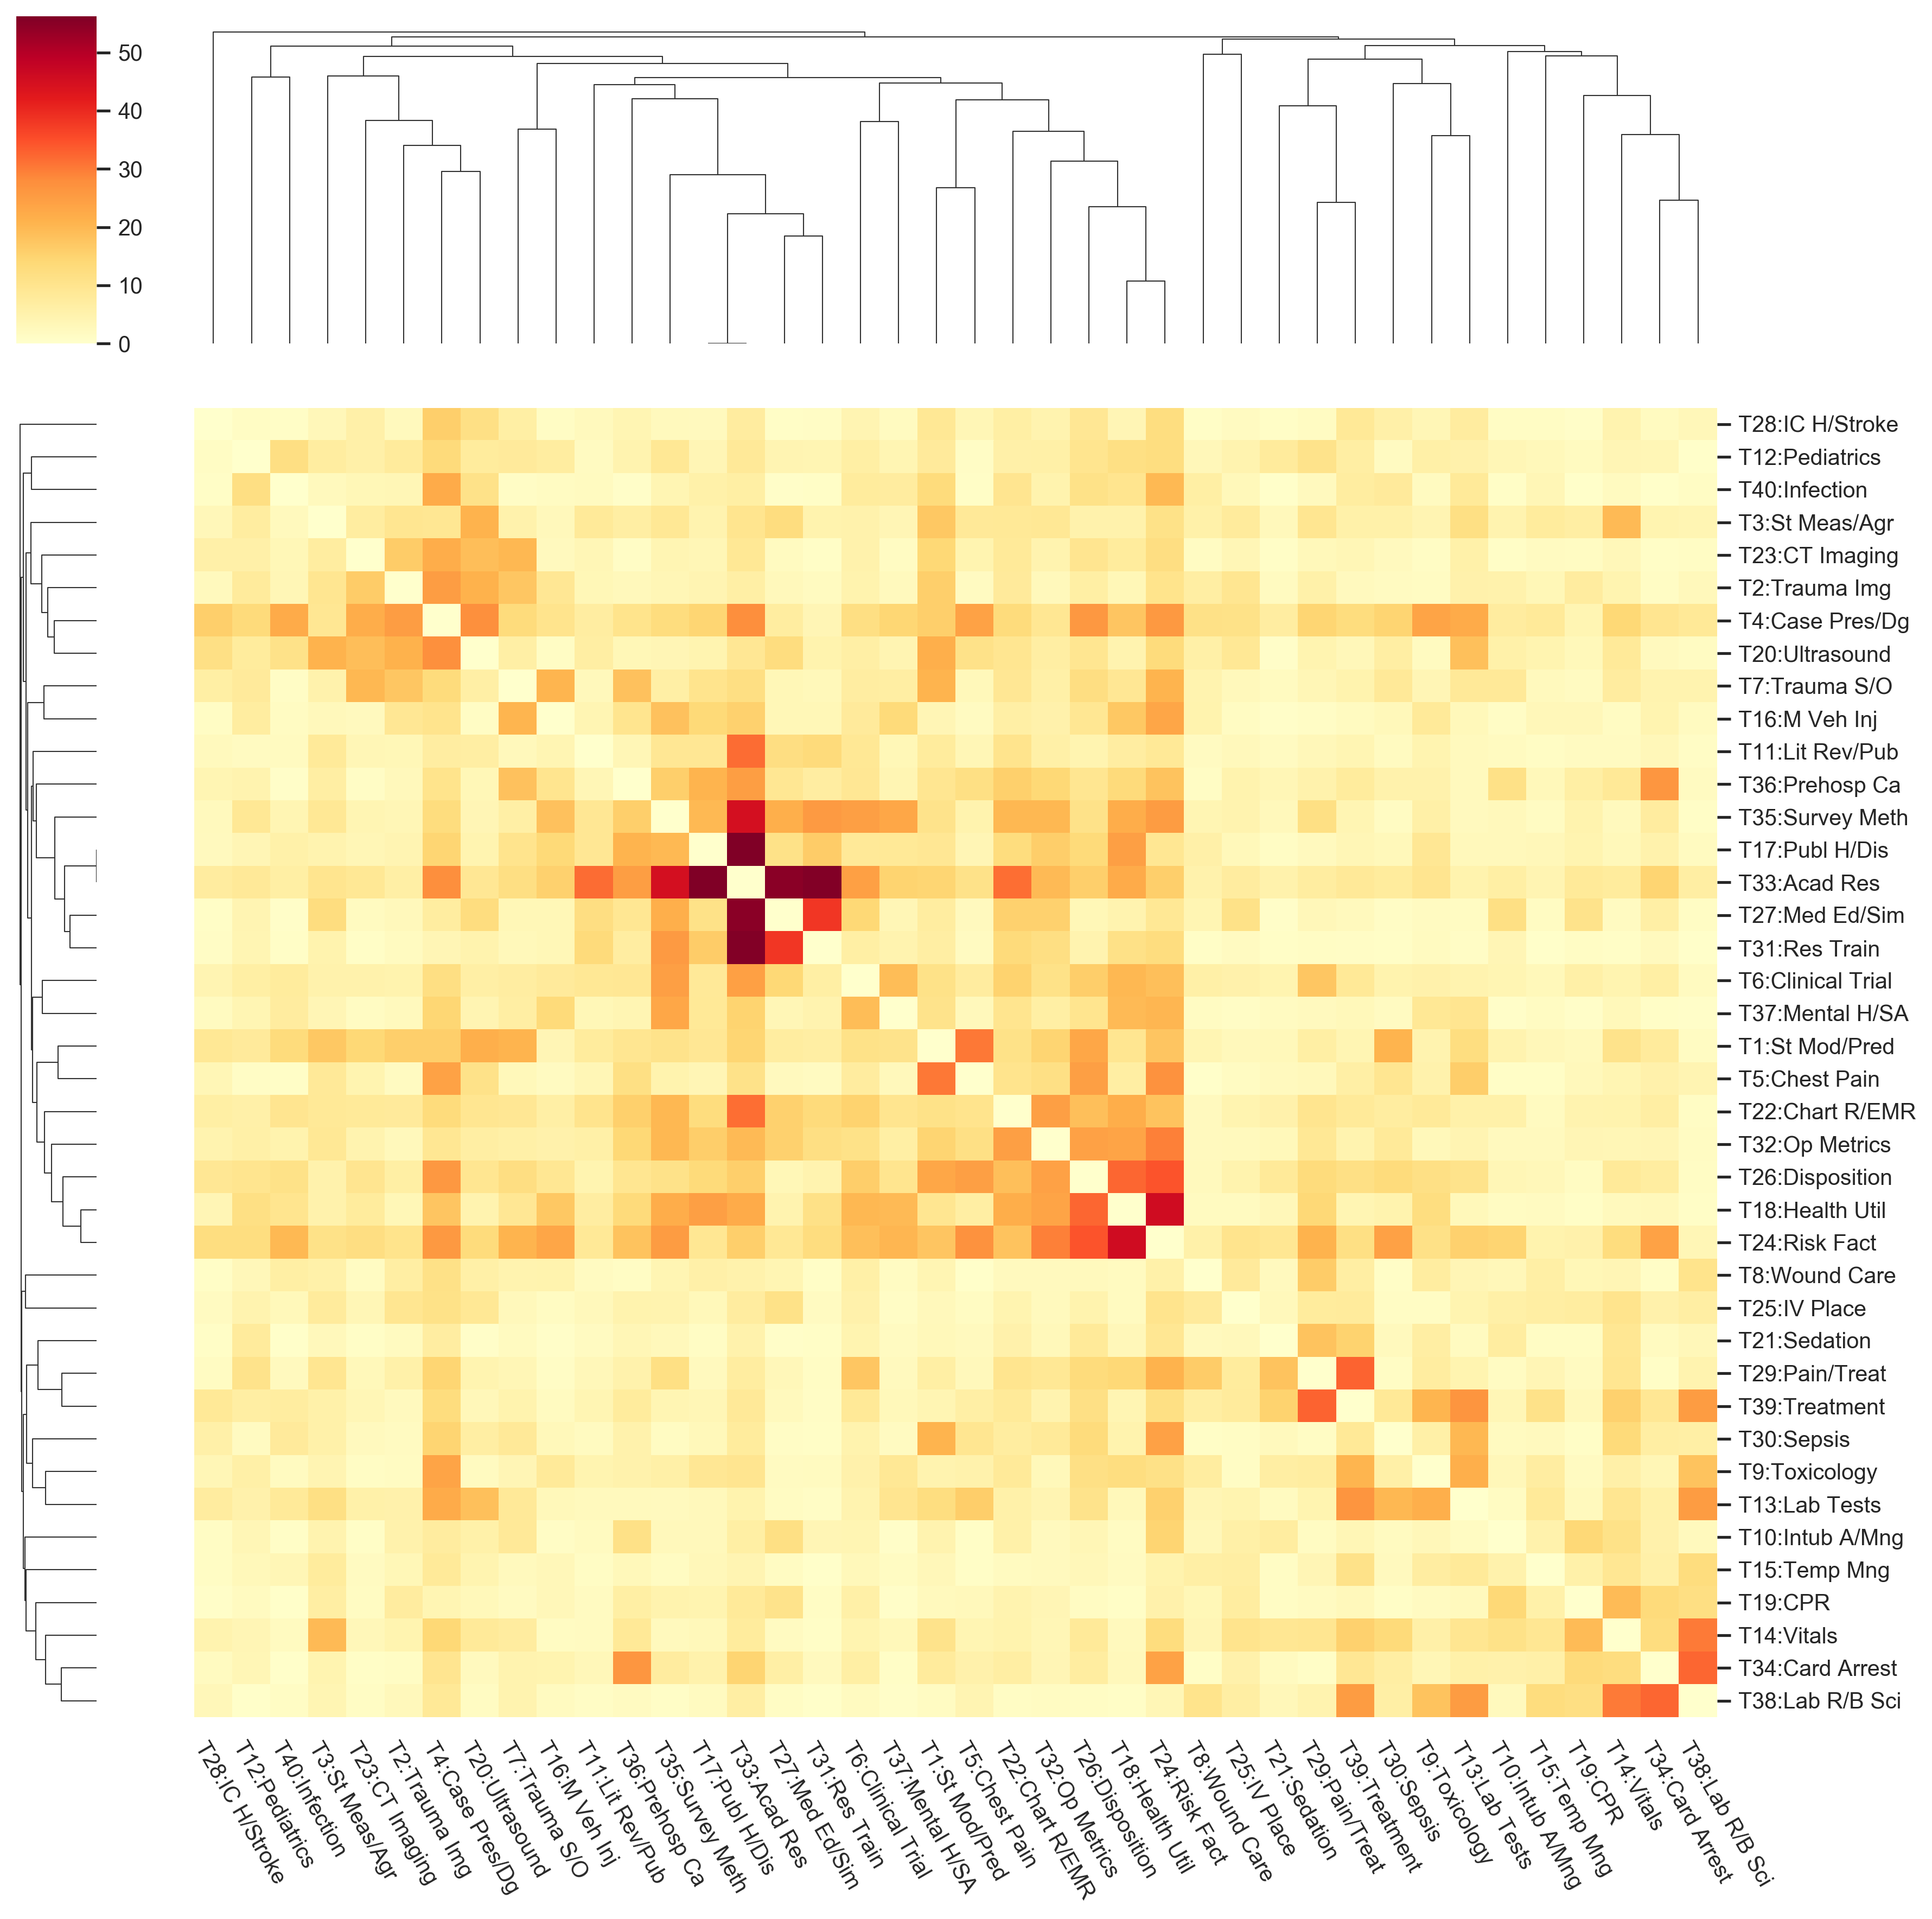 50
40
30
20
10
0
T28:IC H/Stroke
T12:Pediatrics
T40:Infection
T3:St Meas/Agr
T23:CT Imaging
T2:Trauma Img
T4:Case Pres/Dg
T20:Ultrasound
T7:Trauma S/O
T16:M Veh Inj
T11:Lit Rev/Pub
T36:Prehosp Ca
T35:Survey Meth
T17:Publ H/Dis
T33:Acad Res
T27:Med Ed/Sim
T31:Res Train
T6:Clinical Trial
T37:Mental H/SA
T1:St Mod/Pred
T5:Chest Pain
T22:Chart R/EMR
T32:Op Metrics
T26:Disposition
T18:Health Util
T24:Risk Fact
T8:Wound Care
T25:IV Place
T21:Sedation
T29:Pain/Treat
T39:Treatment
T30:Sepsis
T9:Toxicology
T13:Lab Tests
T10:Intub A/Mng
T15:Temp Mng
T19:CPR
T14:Vitals
T34:Card Arrest
T38:Lab R/B Sci
T28:IC H/Stroke
T12:Pediatrics
T40:Infection
T3:St Meas/Agr
T23:CT Imaging
T2:Trauma Img
T4:Case Pres/Dg
T20:Ultrasound
T7:Trauma S/O
T16:M Veh Inj
T11:Lit Rev/Pub
T36:Prehosp Ca
T35:Survey Meth
T17:Publ H/Dis
T33:Acad Res
T27:Med Ed/Sim
T31:Res Train
T6:Clinical Trial
T37:Mental H/SA
T1:St Mod/Pred
T5:Chest Pain
T22:Chart R/EMR
T32:Op Metrics
T26:Disposition
T18:Health Util
T24:Risk Fact
T8:Wound Care
T25:IV Place
T21:Sedation
T29:Pain/Treat
T39:Treatment
T30:Sepsis
T9:Toxicology
T13:Lab Tests
T10:Intub A/Mng
T15:Temp Mng
T19:CPR
T14:Vitals
T34:Card Arrest
T38:Lab R/B Sci